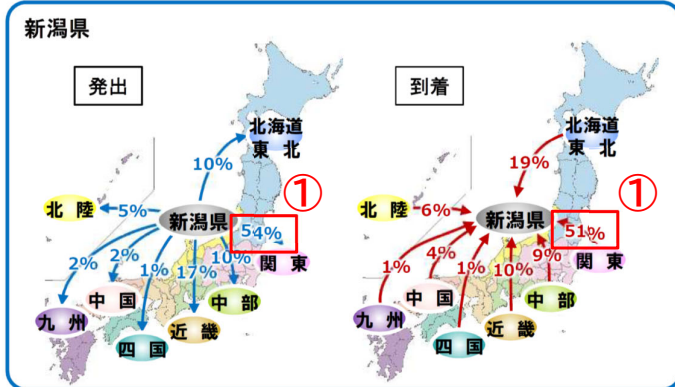 新潟県
発出
北海道
東北
10%
北陸
5%
新潟県
①
54%
関東
2%
2%
1%
17%
10%
中国
中部
九州
近畿
四国
到着
北海道
東北
19%
北陸
6%
新潟県
①
51%
関東
1%
4%
1%
10%
9%
中国
中部
九州
近畿
四国